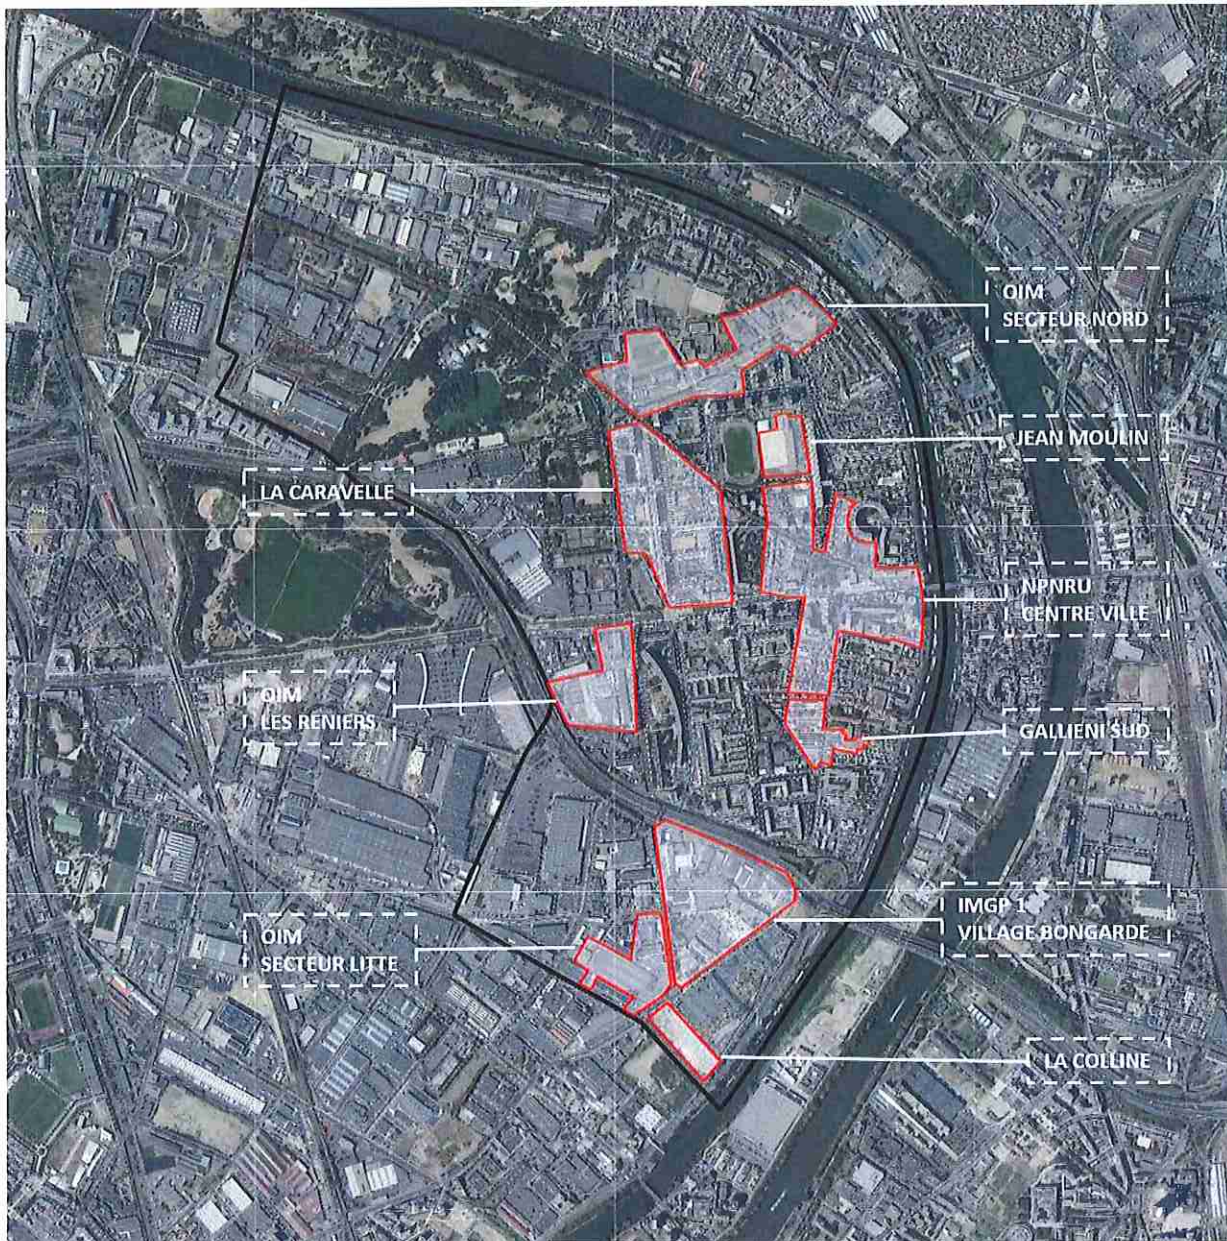 OIM
SECTEUR NORD
JEAN MOULIN
LA CARAVELLE
NPNRU
CENTRE VILLE
OIM
LES RENIERS
GALLIENI SUD
IMGP 1
VILLAGE BONGARDE
OIM
SECTEUR LITTE
LA COLLINE